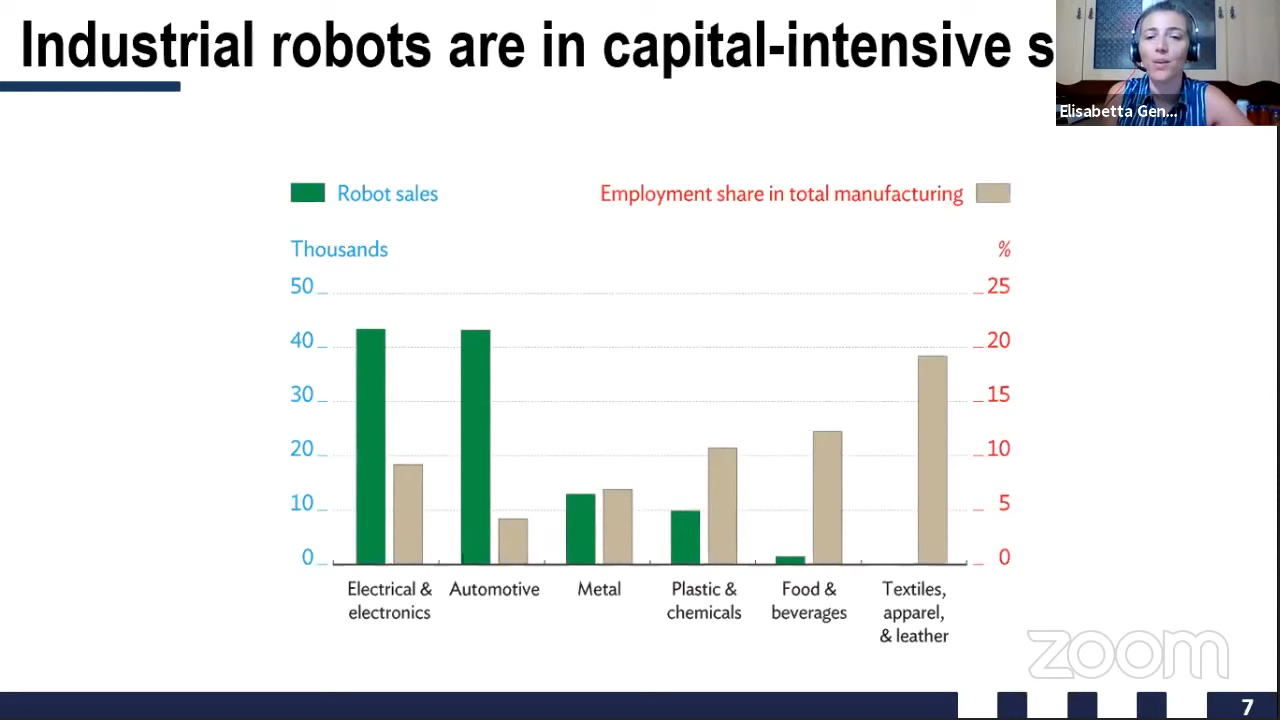 Industrial robots are in capital-intensive s
Elisabetta Gen...
Robot sales
Employment share in total manufacturing
Thousands
%
50
25
40
20
30
15
20
10
10
5
0
0
Electrical &
electronics
Automotive
Metal
Plastic &
chemicals
Food &
beverages
Textiles,
apparel,
& leather
zoom
7